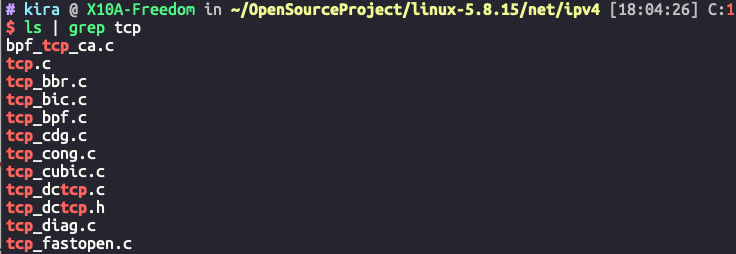 # kira @ X10A-Freedom in ~/OpenSourceProject/linux-5.8.15/net/ipv4 [18:04:26] C:1
$ ls | grep tcp
bpf_tcp_ca.c
tcp.c
tcp_bbr.c
tcp_bic.c
tcp_bpf.c
tcp_cdg.c
tcp_cong.c
tcp_cubic.c
tcp_dctcp.c
tcp_dctcp.h
tcp_diag.c
tcp_fastopen.c